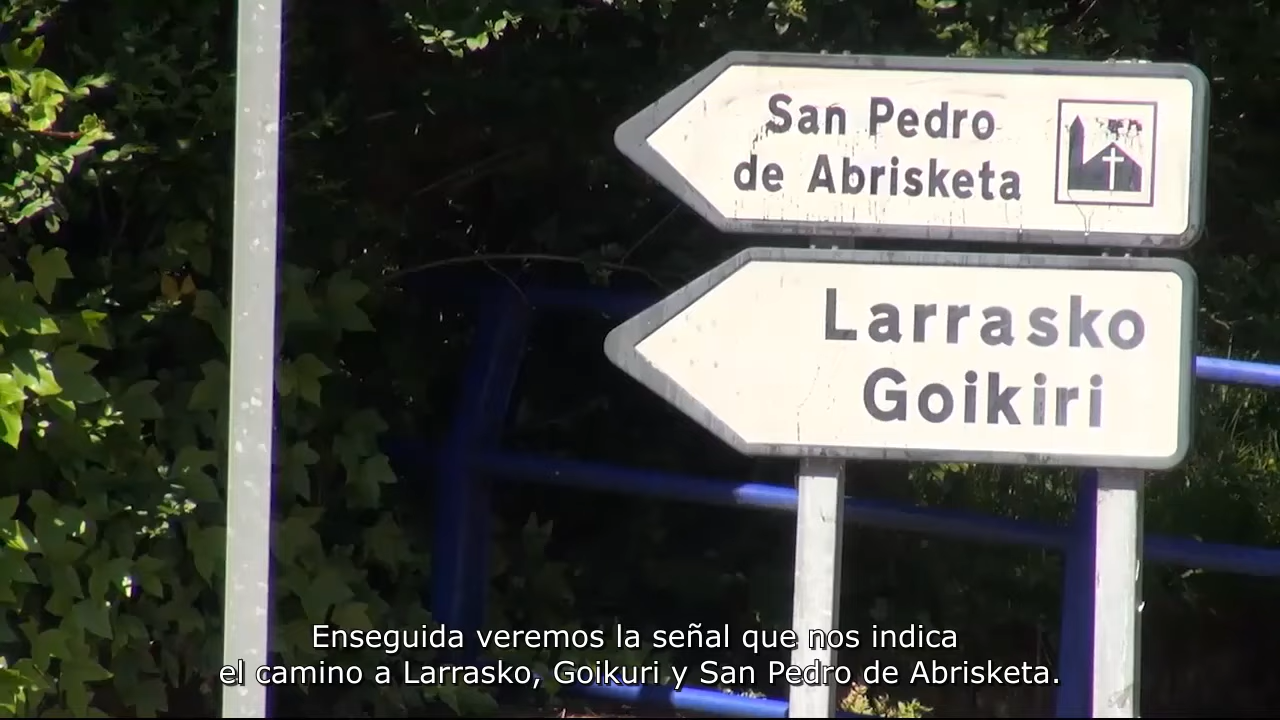 San Pedro
de Abrisketa
Larrasko
Goikiri
Enseguida veremos la señal que nos indica
el camino a Larrasko, Goikuri y San Pedro de Abrisketa.